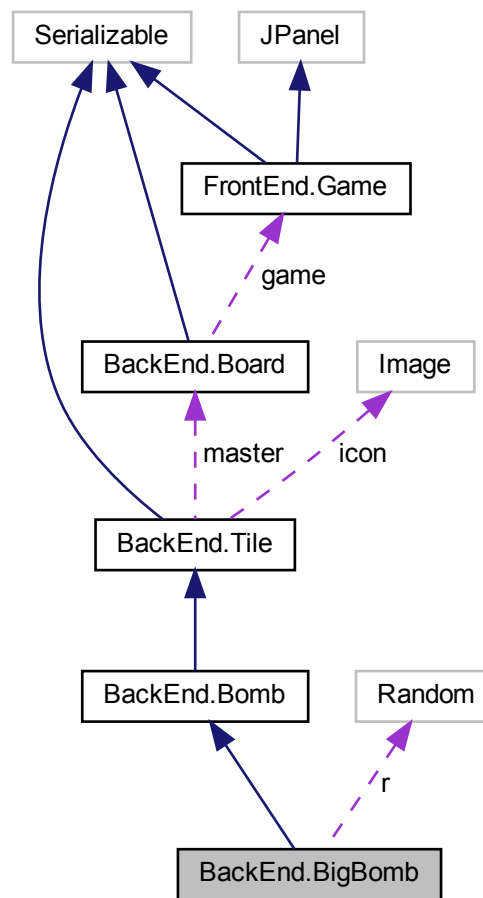 Serializable
JPanel
FrontEnd.Game
game
BackEnd.Board
Image
master
icon
BackEnd.Tile
BackEnd.Bomb
Random
r
BackEnd.BigBomb